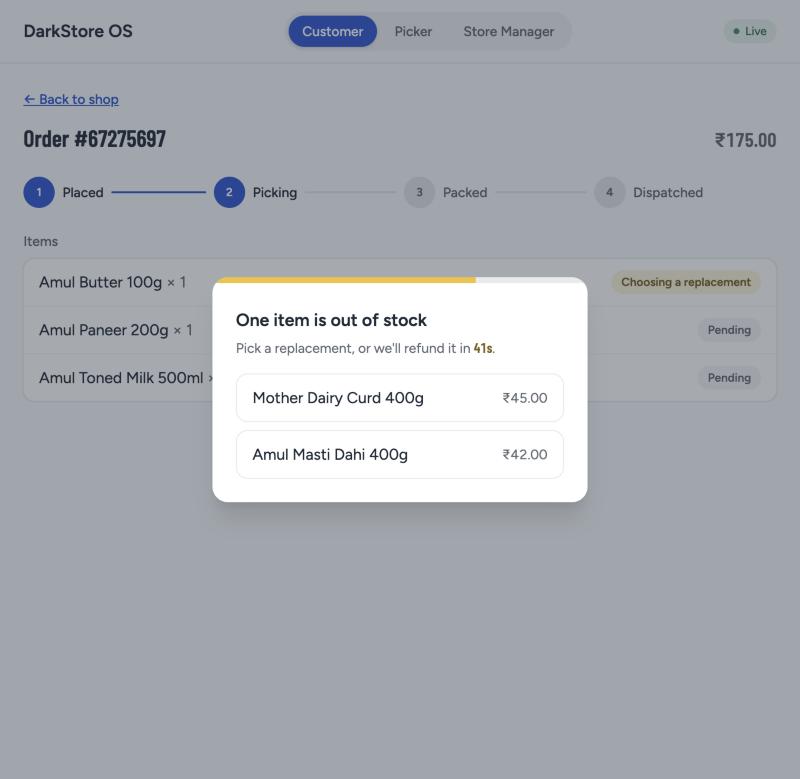 DarkStore OS
Customer
Picker
Store Manager
Live
← Back to shop
Order #67275697
₹175.00
1 Placed
2 Picking
3 Packed
4 Dispatched
Items
Amul Butter 100g × 1
Choosing a replacement
Amul Paneer 200g × 1
Pending
Amul Toned Milk 500ml ×
Pending
One item is out of stock
Pick a replacement, or we'll refund it in 41s.
Mother Dairy Curd 400g
₹45.00
Amul Masti Dahi 400g
₹42.00